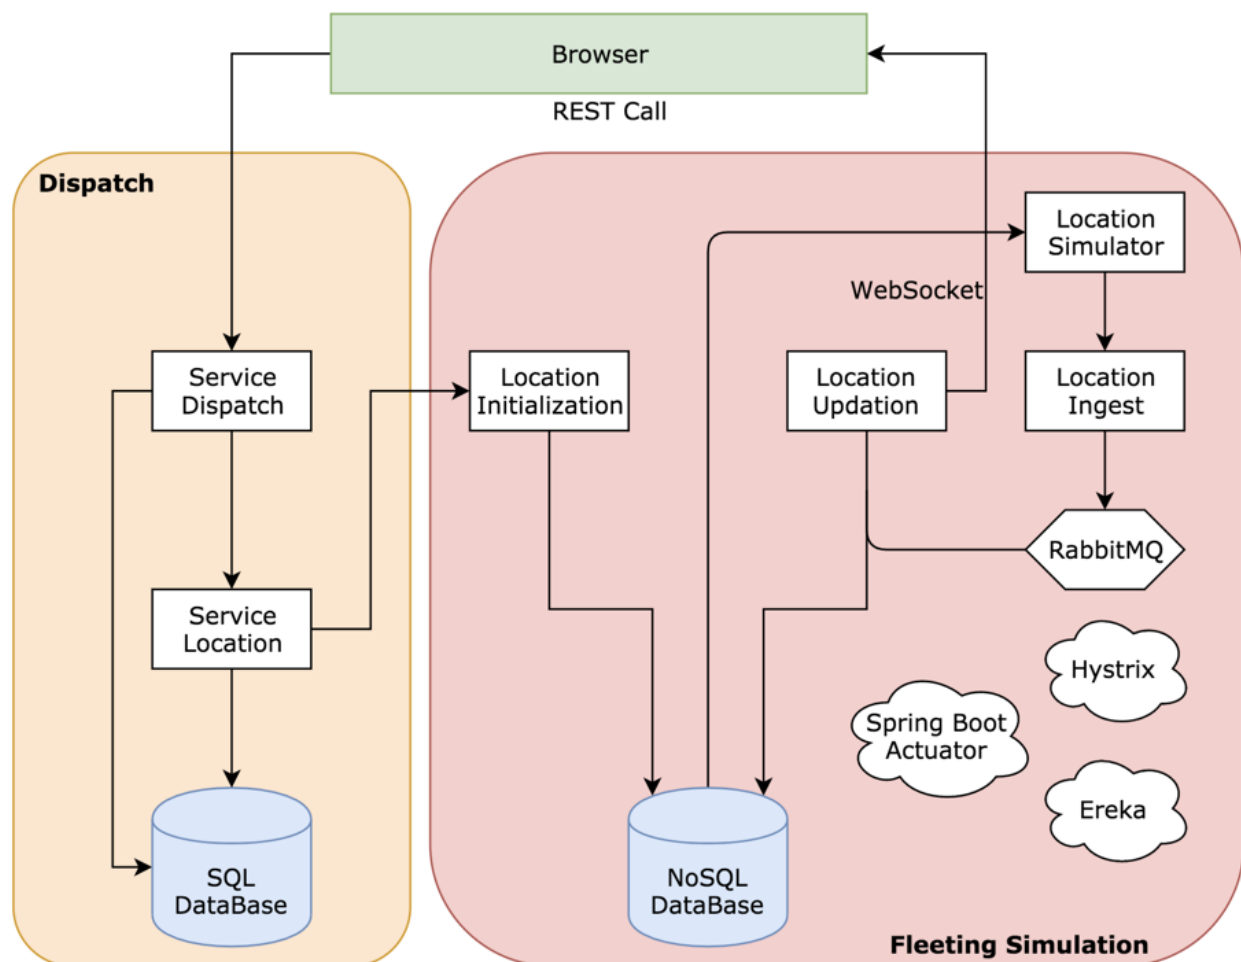 Browser
REST Call
Dispatch
Location
Simulator
WebSocket
Service
Dispatch
Location
Initialization
Location
Updation
Location
Ingest
RabbitMQ
Service
Location
Hystrix
Spring Boot
Actuator
Ereka
SQL
DataBase
NoSQL
DataBase
Fleeting Simulation